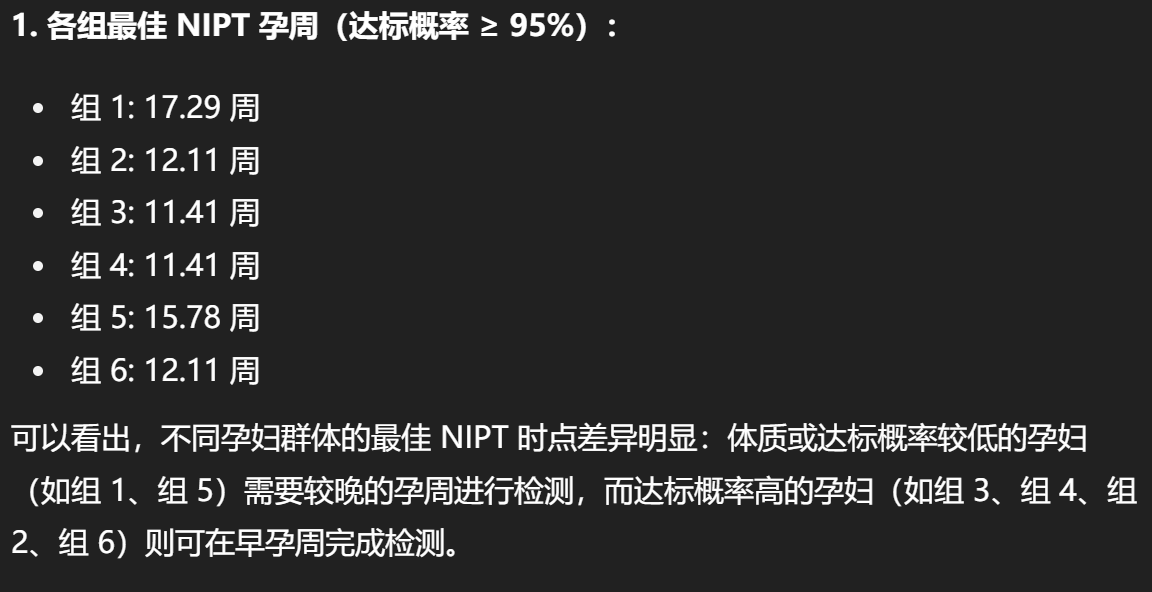 1. 各组最佳 NIPT 孕周（达标概率 ≥ 95%）：
• 组 1: 17.29 周
• 组 2: 12.11 周
• 组 3: 11.41 周
• 组 4: 11.41 周
• 组 5: 15.78 周
• 组 6: 12.11 周
可以看出，不同孕妇群体的最佳 NIPT 时点差异明显：体质或达标概率较低的孕妇
（如组 1、组 5）需要较晚的孕周进行检测，而达标概率高的孕妇（如组 3、组 4、组
2、组 6）则可在早孕周完成检测。